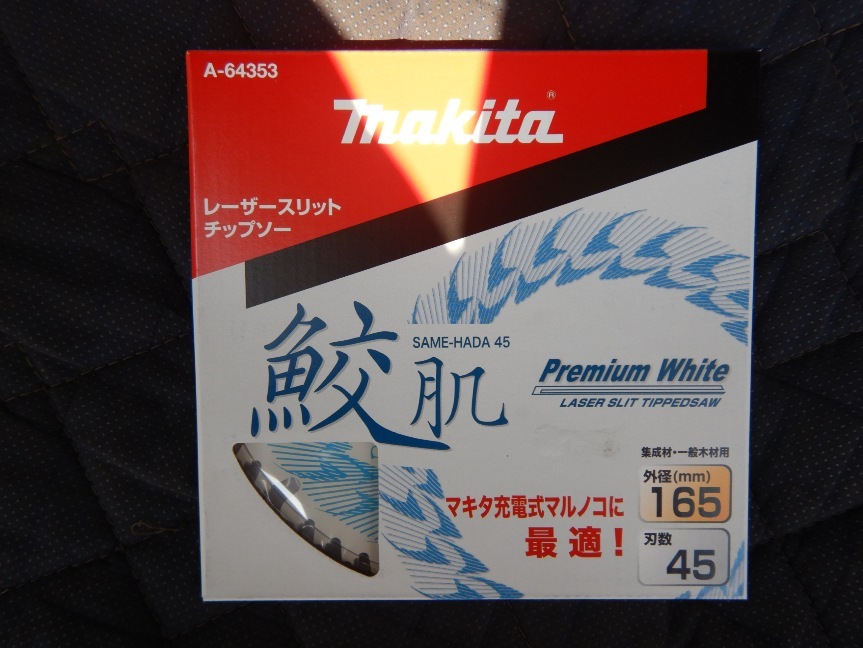 A-64353
makita®
レーザースリット
チップソー
鮫肌
SAME-HADA 45
Premium White
LASER SLIT TIPPEDSAW
集成材・一般木材用
外径(mm)
165
マキタ充電式マルノコに
最適!
刃数
45